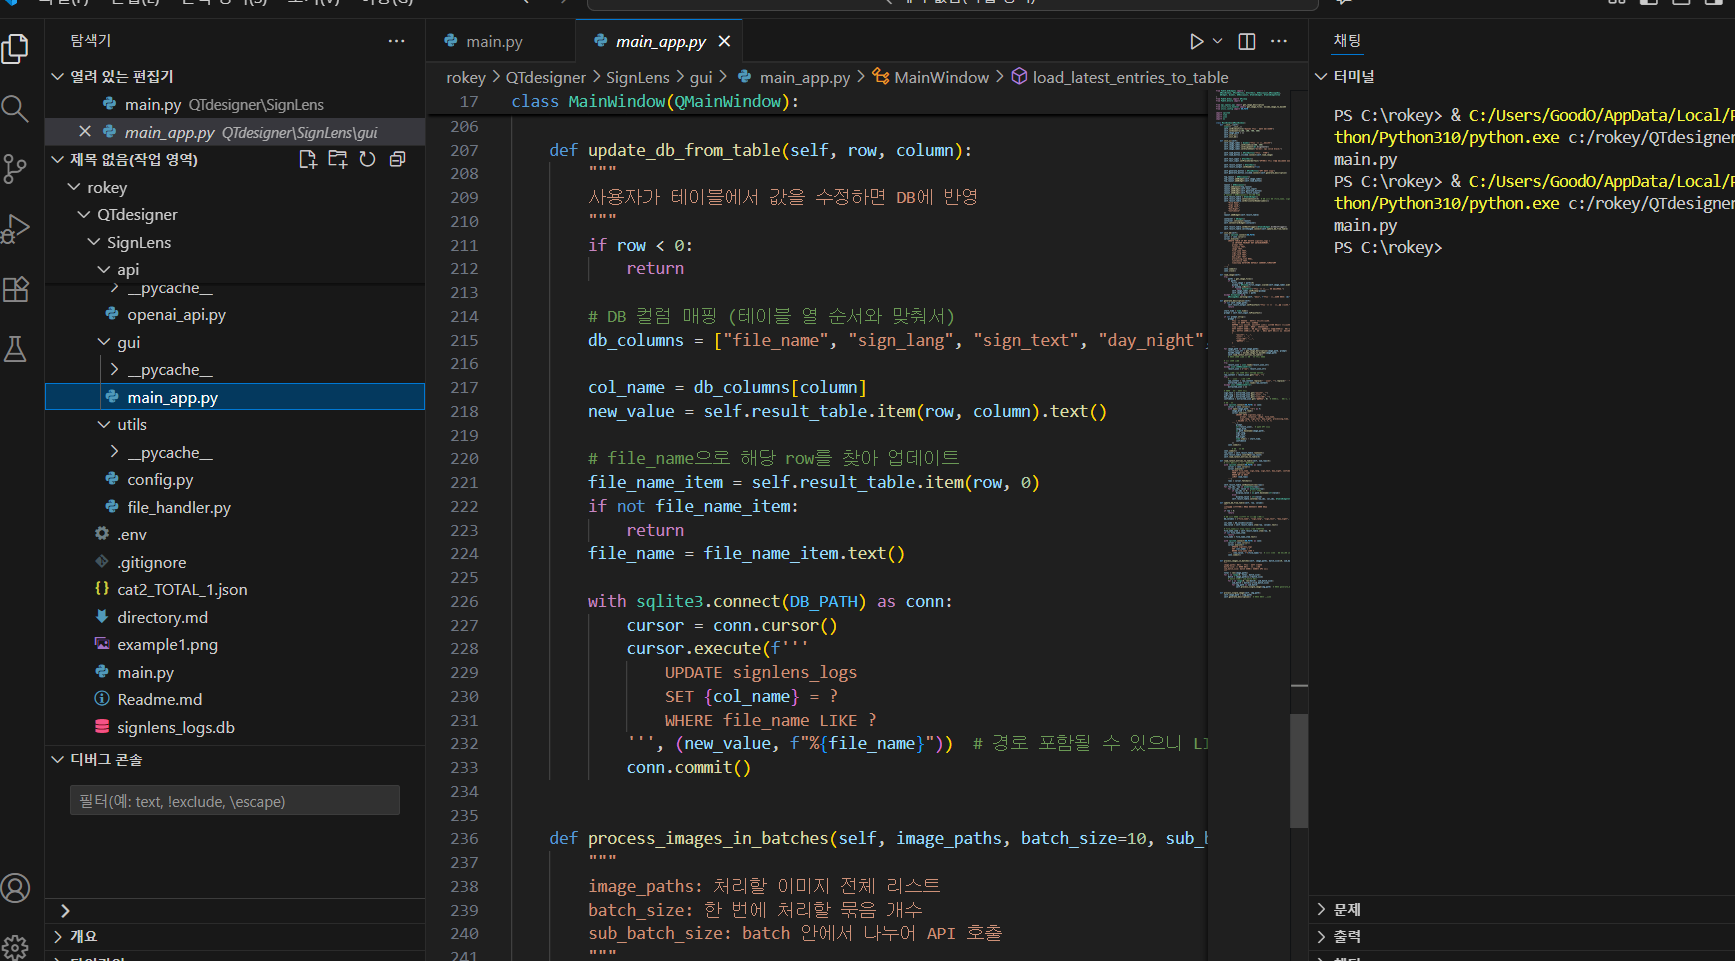 탐색기
열려 있는 편집기
main.py QTdesigner\SignLens
main_app.py QTdesigner\SignLens\gui
제목 없음(작업 영역)
rokey
QTdesigner
SignLens
api
__pycache__
openai_api.py
gui
__pycache__
main_app.py
utils
__pycache__
config.py
file_handler.py
.env
.gitignore
cat2_TOTAL_1.json
directory.md
example1.png
main.py
Readme.md
signlens_logs.db
디버그 콘솔
필터(예: text, !exclude, \escape)
개요
main.py
main_app.py
rokey > QTdesigner > SignLens > gui > main_app.py > MainWindow > load_latest_entries_to_table
17 class MainWindow(QMainWindow):
206
207 def update_db_from_table(self, row, column):
208 """
209 사용자가 테이블에서 값을 수정하면 DB에 반영
210 """
211 if row < 0:
212 return
213
214 # DB 컬럼 매핑 (테이블 열 순서와 맞춰서)
215 db_columns = ["file_name", "sign_lang", "sign_text", "day_night",
216
217 col_name = db_columns[column]
218 new_value = self.result_table.item(row, column).text()
219
220 # file_name으로 해당 row를 찾아 업데이트
221 file_name_item = self.result_table.item(row, 0)
222 if not file_name_item:
223 return
224 file_name = file_name_item.text()
225
226 with sqlite3.connect(DB_PATH) as conn:
227 cursor = conn.cursor()
228 cursor.execute(f'''
229 UPDATE signlens_logs
230 SET {col_name} = ?
231 WHERE file_name LIKE ?
232 ''', (new_value, f"%{file_name}")) # 경로 포함될 수 있으니 LI
233 conn.commit()
234
235
236 def process_images_in_batches(self, image_paths, batch_size=10, sub_b
237 """
238 image_paths: 처리할 이미지 전체 리스트
239 batch_size: 한 번에 처리할 묶음 개수
240 sub_batch_size: batch 안에서 나누어 API 호출
241 """
채팅
터미널
PS C:\rokey> & C:/Users/GoodO/AppData/Local/P
thon/Python310/python.exe c:/rokey/QTdesigner
main.py
PS C:\rokey> & C:/Users/GoodO/AppData/Local/P
thon/Python310/python.exe c:/rokey/QTdesigner
main.py
PS C:\rokey>
문제
출력